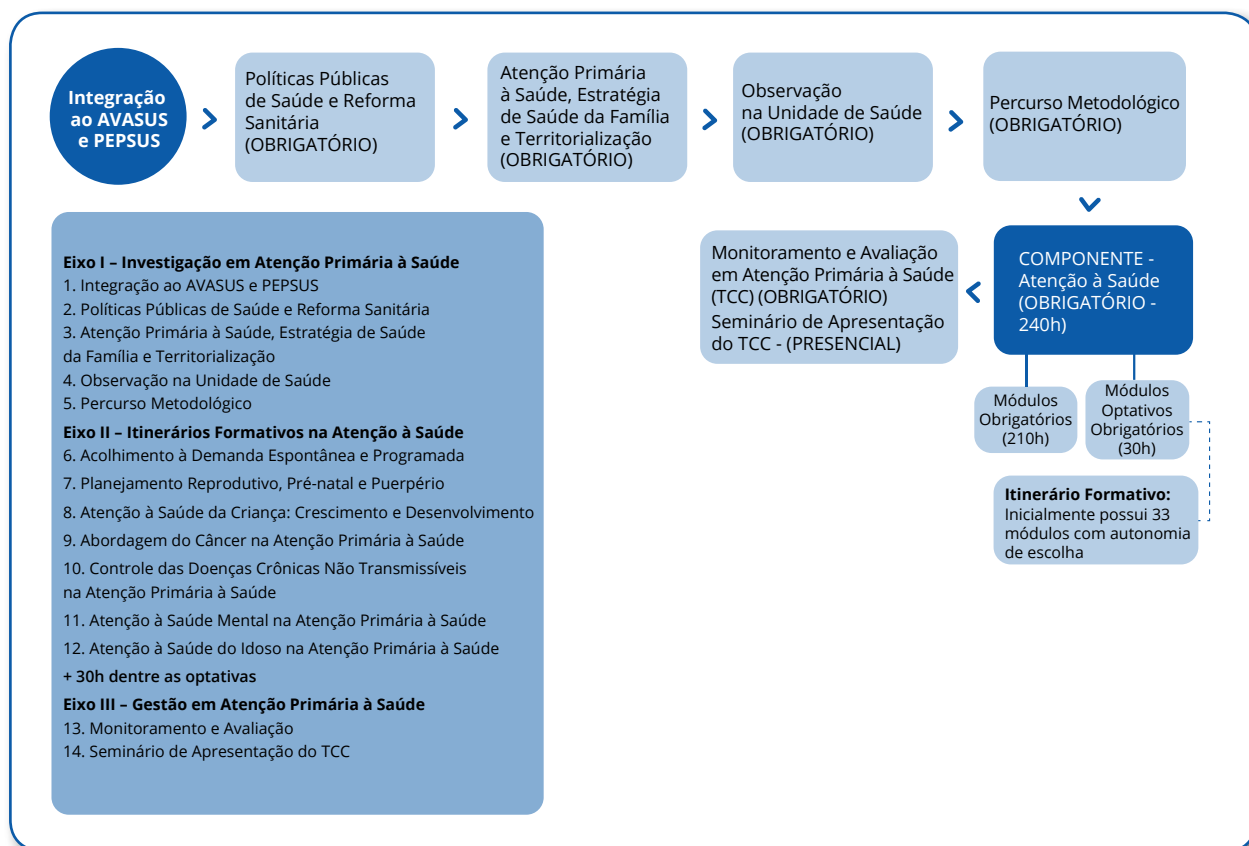 Integração
ao AVASUS
e PEPSUS
Políticas Públicas
de Saúde e Reforma
Sanitária
(OBRIGATÓRIO)
Atenção Primária
à Saúde, Estratégia
de Saúde da Família
e Territorialização
(OBRIGATÓRIO)
Observação
na Unidade de Saúde
(OBRIGATÓRIO)
Percurso Metodológico
(OBRIGATÓRIO)
COMPONENTE -
Atenção à Saúde
(OBRIGATÓRIO -
240h)
Monitoramento e Avaliação
em Atenção Primária à Saúde
(TCC) (OBRIGATÓRIO)
Seminário de Apresentação
do TCC - (PRESENCIAL)
Módulos
Obrigatórios
(210h)
Módulos
Optativos
Obrigatórios
(30h)
Itinerário Formativo:
Inicialmente possui 33
módulos com autonomia
de escolha
Eixo I – Investigação em Atenção Primária à Saúde
1. Integração ao AVASUS e PEPSUS
2. Políticas Públicas de Saúde e Reforma Sanitária
3. Atenção Primária à Saúde, Estratégia de Saúde
da Família e Territorialização
4. Observação na Unidade de Saúde
5. Percurso Metodológico
Eixo II – Itinerários Formativos na Atenção à Saúde
6. Acolhimento à Demanda Espontânea e Programada
7. Planejamento Reprodutivo, Pré-natal e Puerpério
8. Atenção à Saúde da Criança: Crescimento e Desenvolvimento
9. Abordagem do Câncer na Atenção Primária à Saúde
10. Controle das Doenças Crônicas Não Transmissíveis
na Atenção Primária à Saúde
11. Atenção à Saúde Mental na Atenção Primária à Saúde
12. Atenção à Saúde do Idoso na Atenção Primária à Saúde
+ 30h dentre as optativas
Eixo III – Gestão em Atenção Primária à Saúde
13. Monitoramento e Avaliação
14. Seminário de Apresentação do TCC